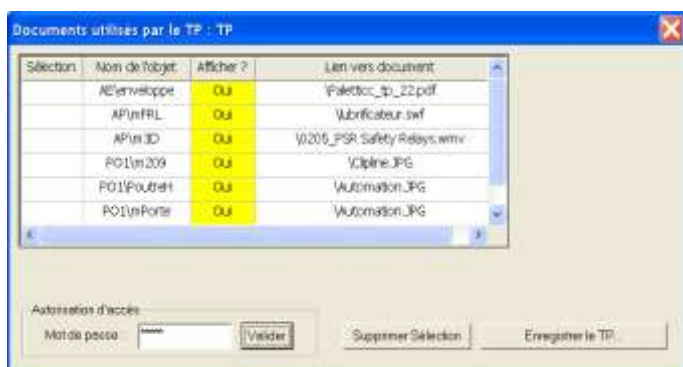 Documents utilisés par le TP : TP
Sélection Nom de l'objet Afficher ? Lien vers document
AE\enveloppe Oui \Paletticc_tp_22.pdf
AP\mFRL Oui \lubrificateur.swf
AP\m3D Oui \0205_PSR Safety Relays.wmv
PO1\m209 Oui \Clipline.JPG
PO1\PoutreH Oui \Automation.JPG
PO1\mPorte Oui \Automation.JPG
Autorisation d'accès
Mot de passe ***** Valider Supprimer Sélection Enregistrer le TP...